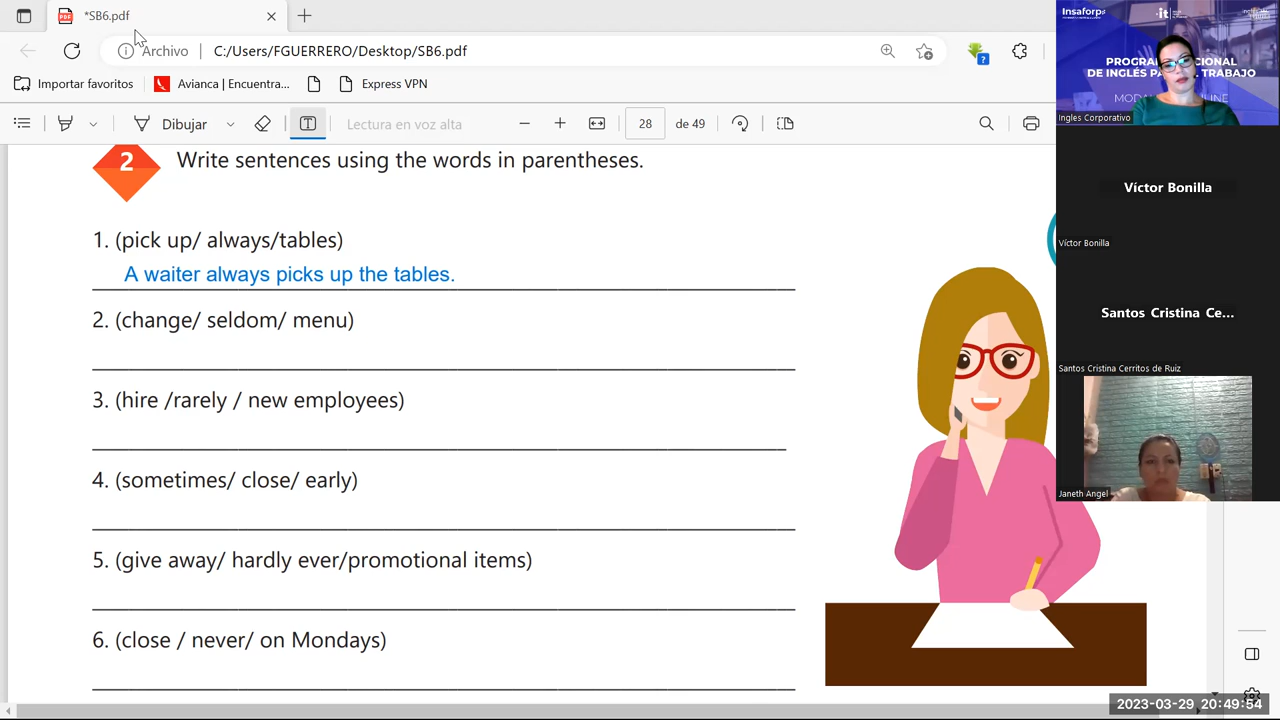 *SB6.pdf
Archivo
C:/Users/FGUERRERO/Desktop/SB6.pdf
Importar favoritos
Avianca | Encuentra...
Express VPN
Dibujar
Lectura en voz alta
28
de 49
2
Write sentences using the words in parentheses.
1. (pick up/ always/tables)
A waiter always picks up the tables.
2. (change/ seldom/ menu)
3. (hire /rarely / new employees)
4. (sometimes/ close/ early)
5. (give away/ hardly ever/promotional items)
6. (close / never/ on Mondays)
Insaforp
Ingles Corporativo
Víctor Bonilla
Víctor Bonilla
Santos Cristina Ce...
Santos Cristina Cerritos de Ruiz
Janeth Angel
2023-03-29 20:49:54